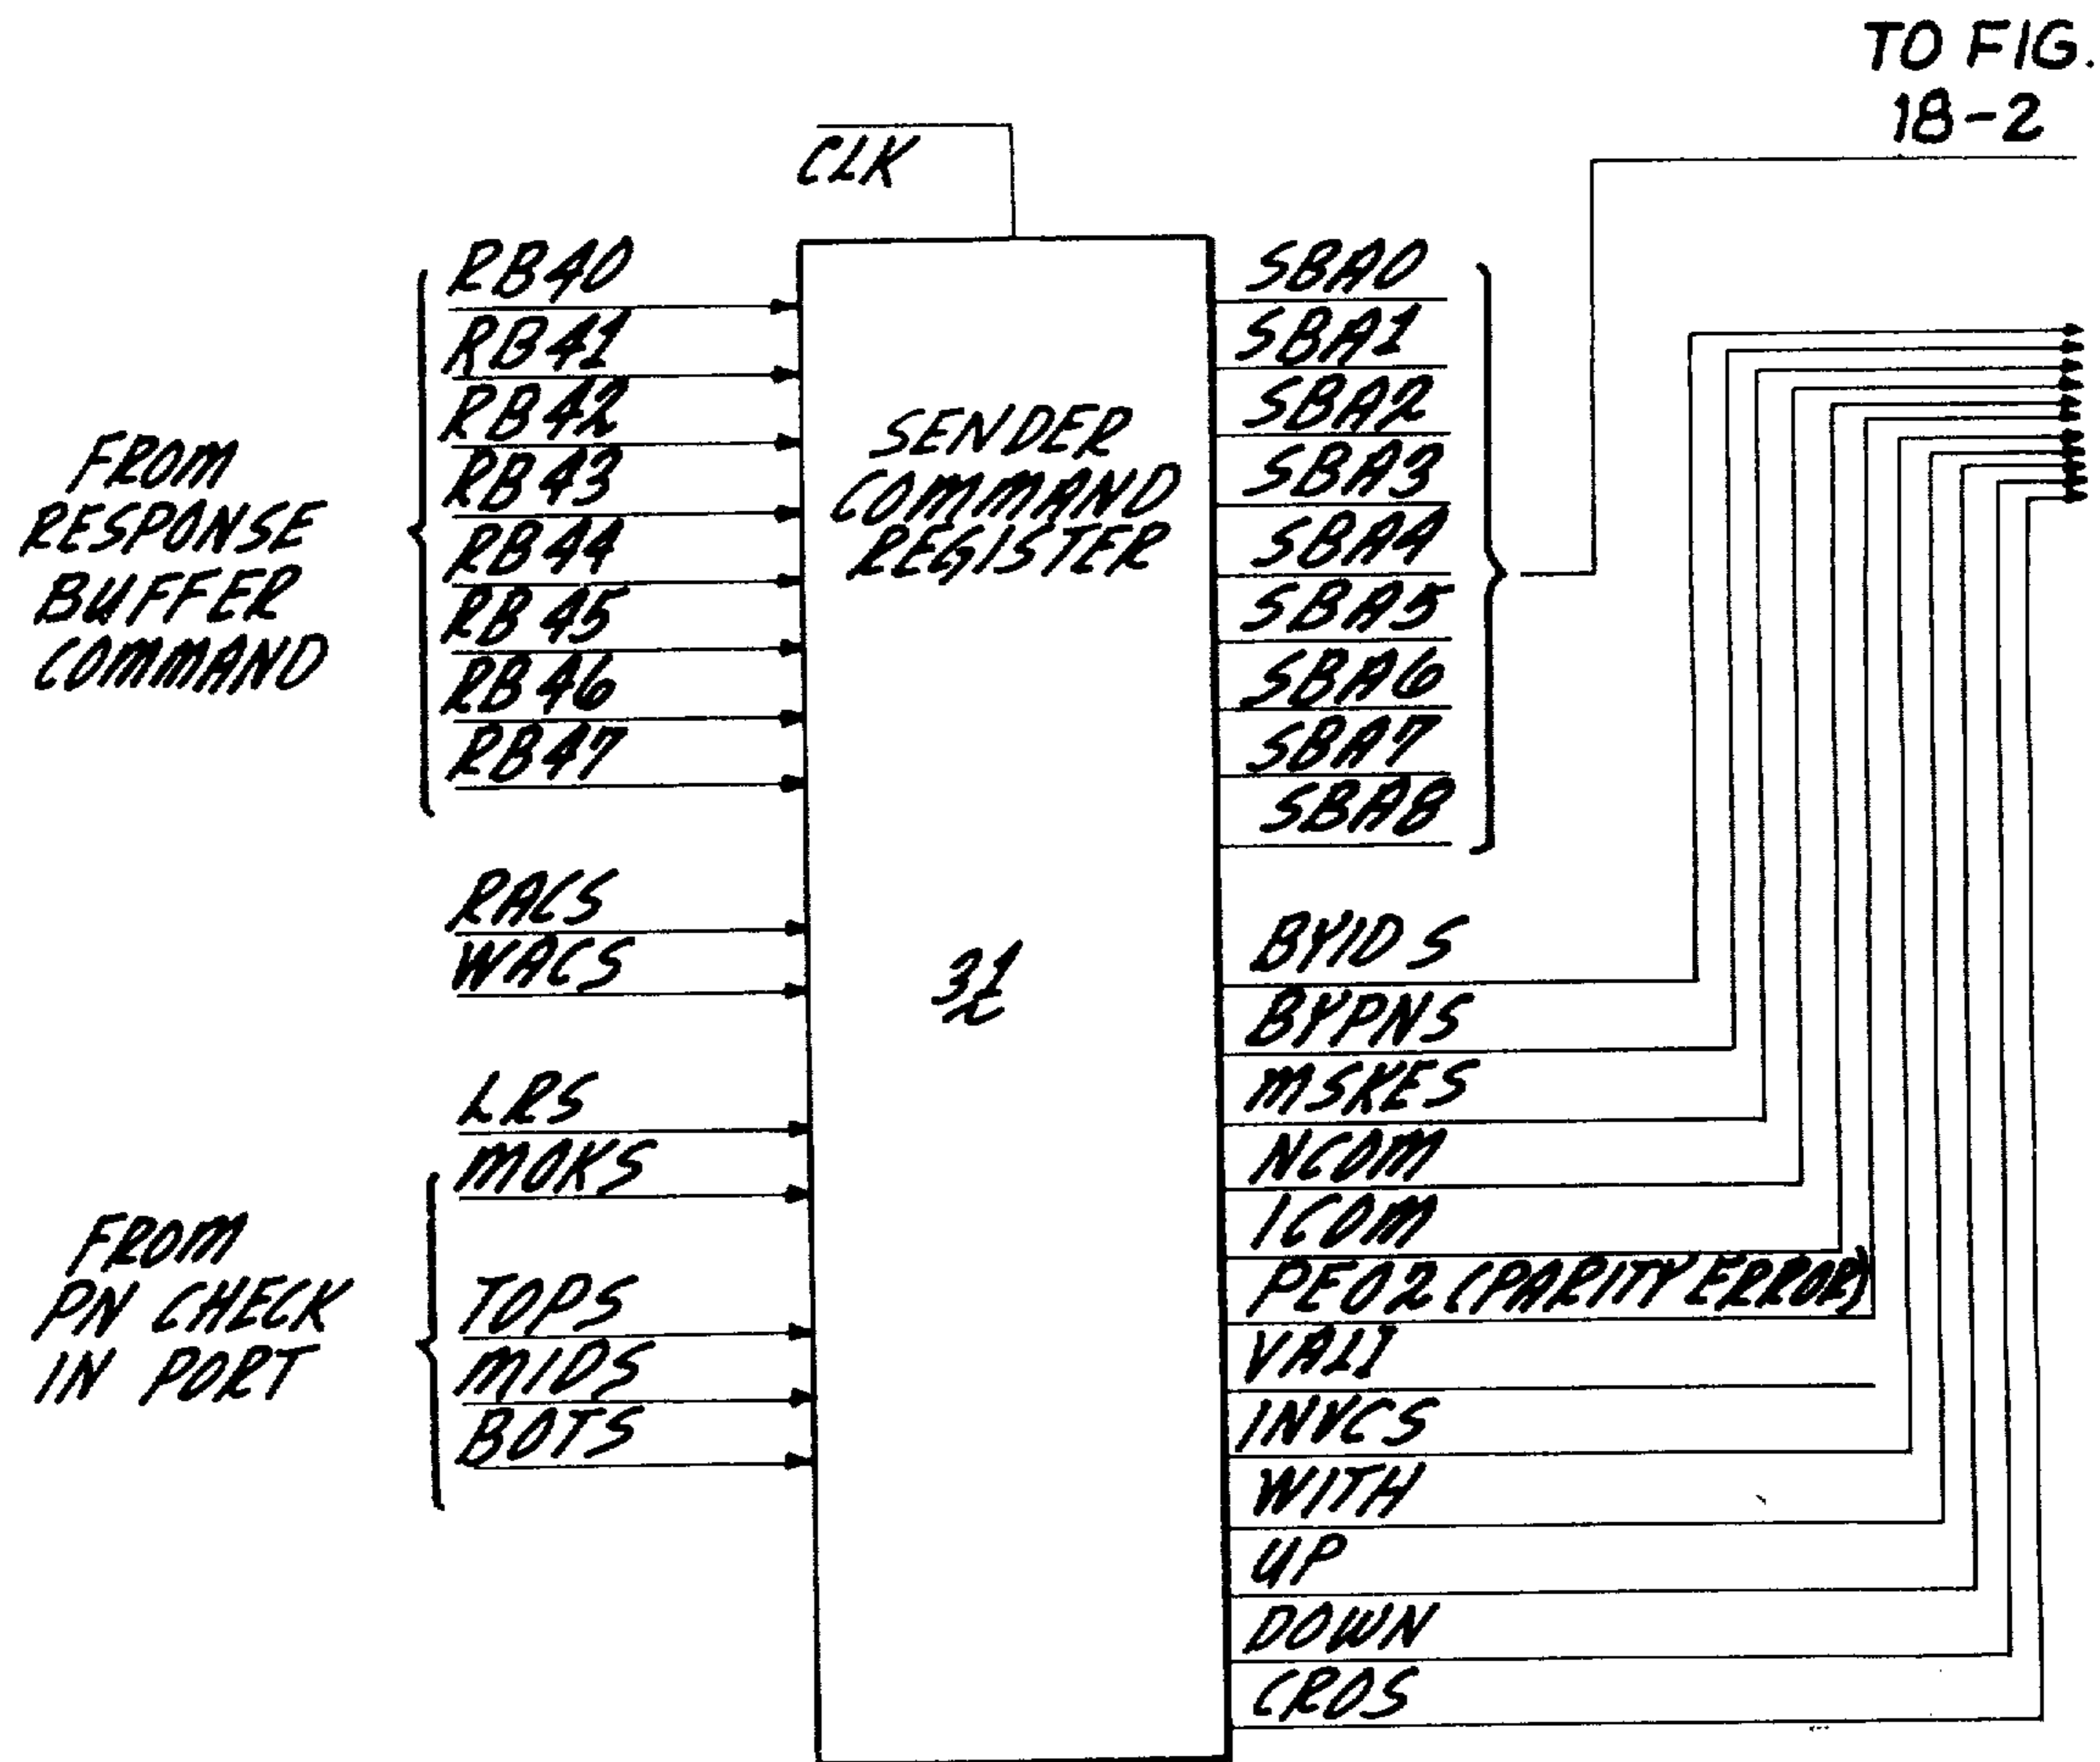 TO FIG.
18-2
CLK
FROM
RESPONSE
BUFFER
COMMAND
RB40
RB41
RB42
RB43
RB44
RB45
RB46
RB47
RACS
WACS
LRS
MOKS
FROM
PN CHECK
IN PORT
TOPS
MIDS
BOTS
SENDER
COMMAND
REGISTER
31
SBA0
SBA1
SBA2
SBA3
SBA4
SBA5
SBA6
SBA7
SBA8
BYIDS
BYPNS
MSKES
NCOM
ICOM
PE02 (PARITY ERROR)
VALI
INVCS
WITH
UP
DOWN
CROS